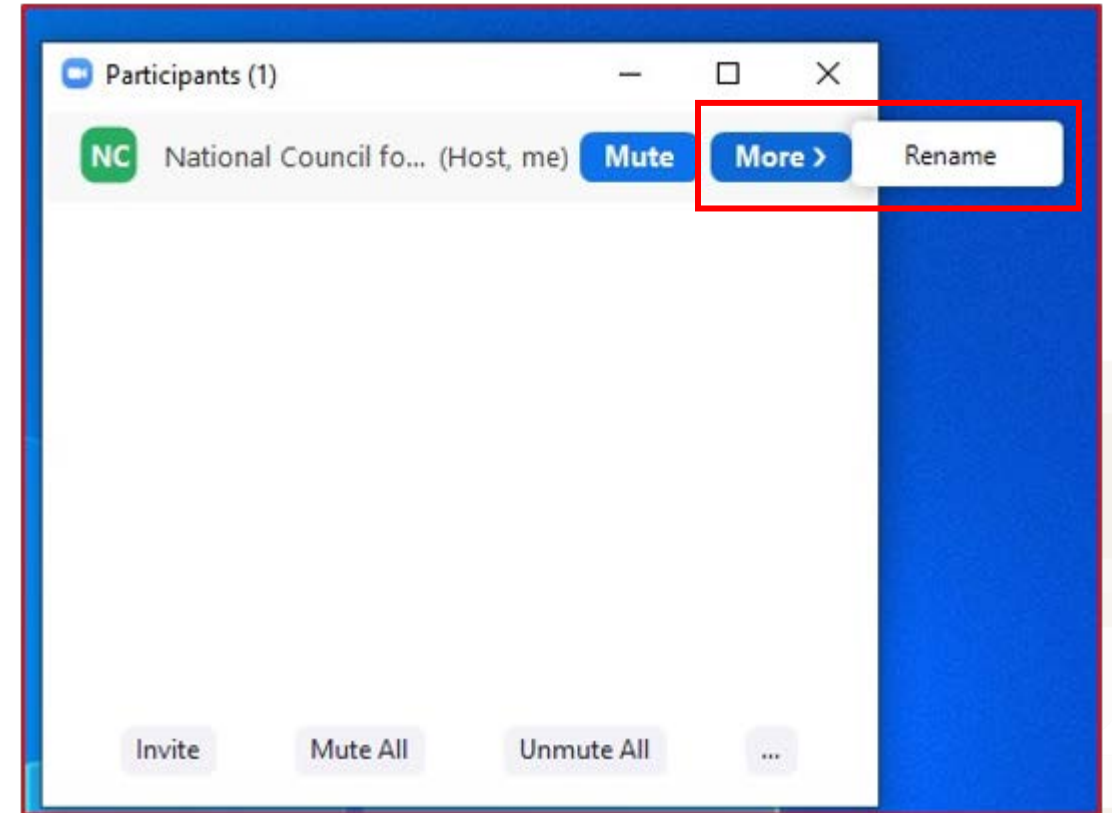 Participants (1)
NC National Council fo... (Host, me) Mute More > Rename
Invite Mute All Unmute All ...